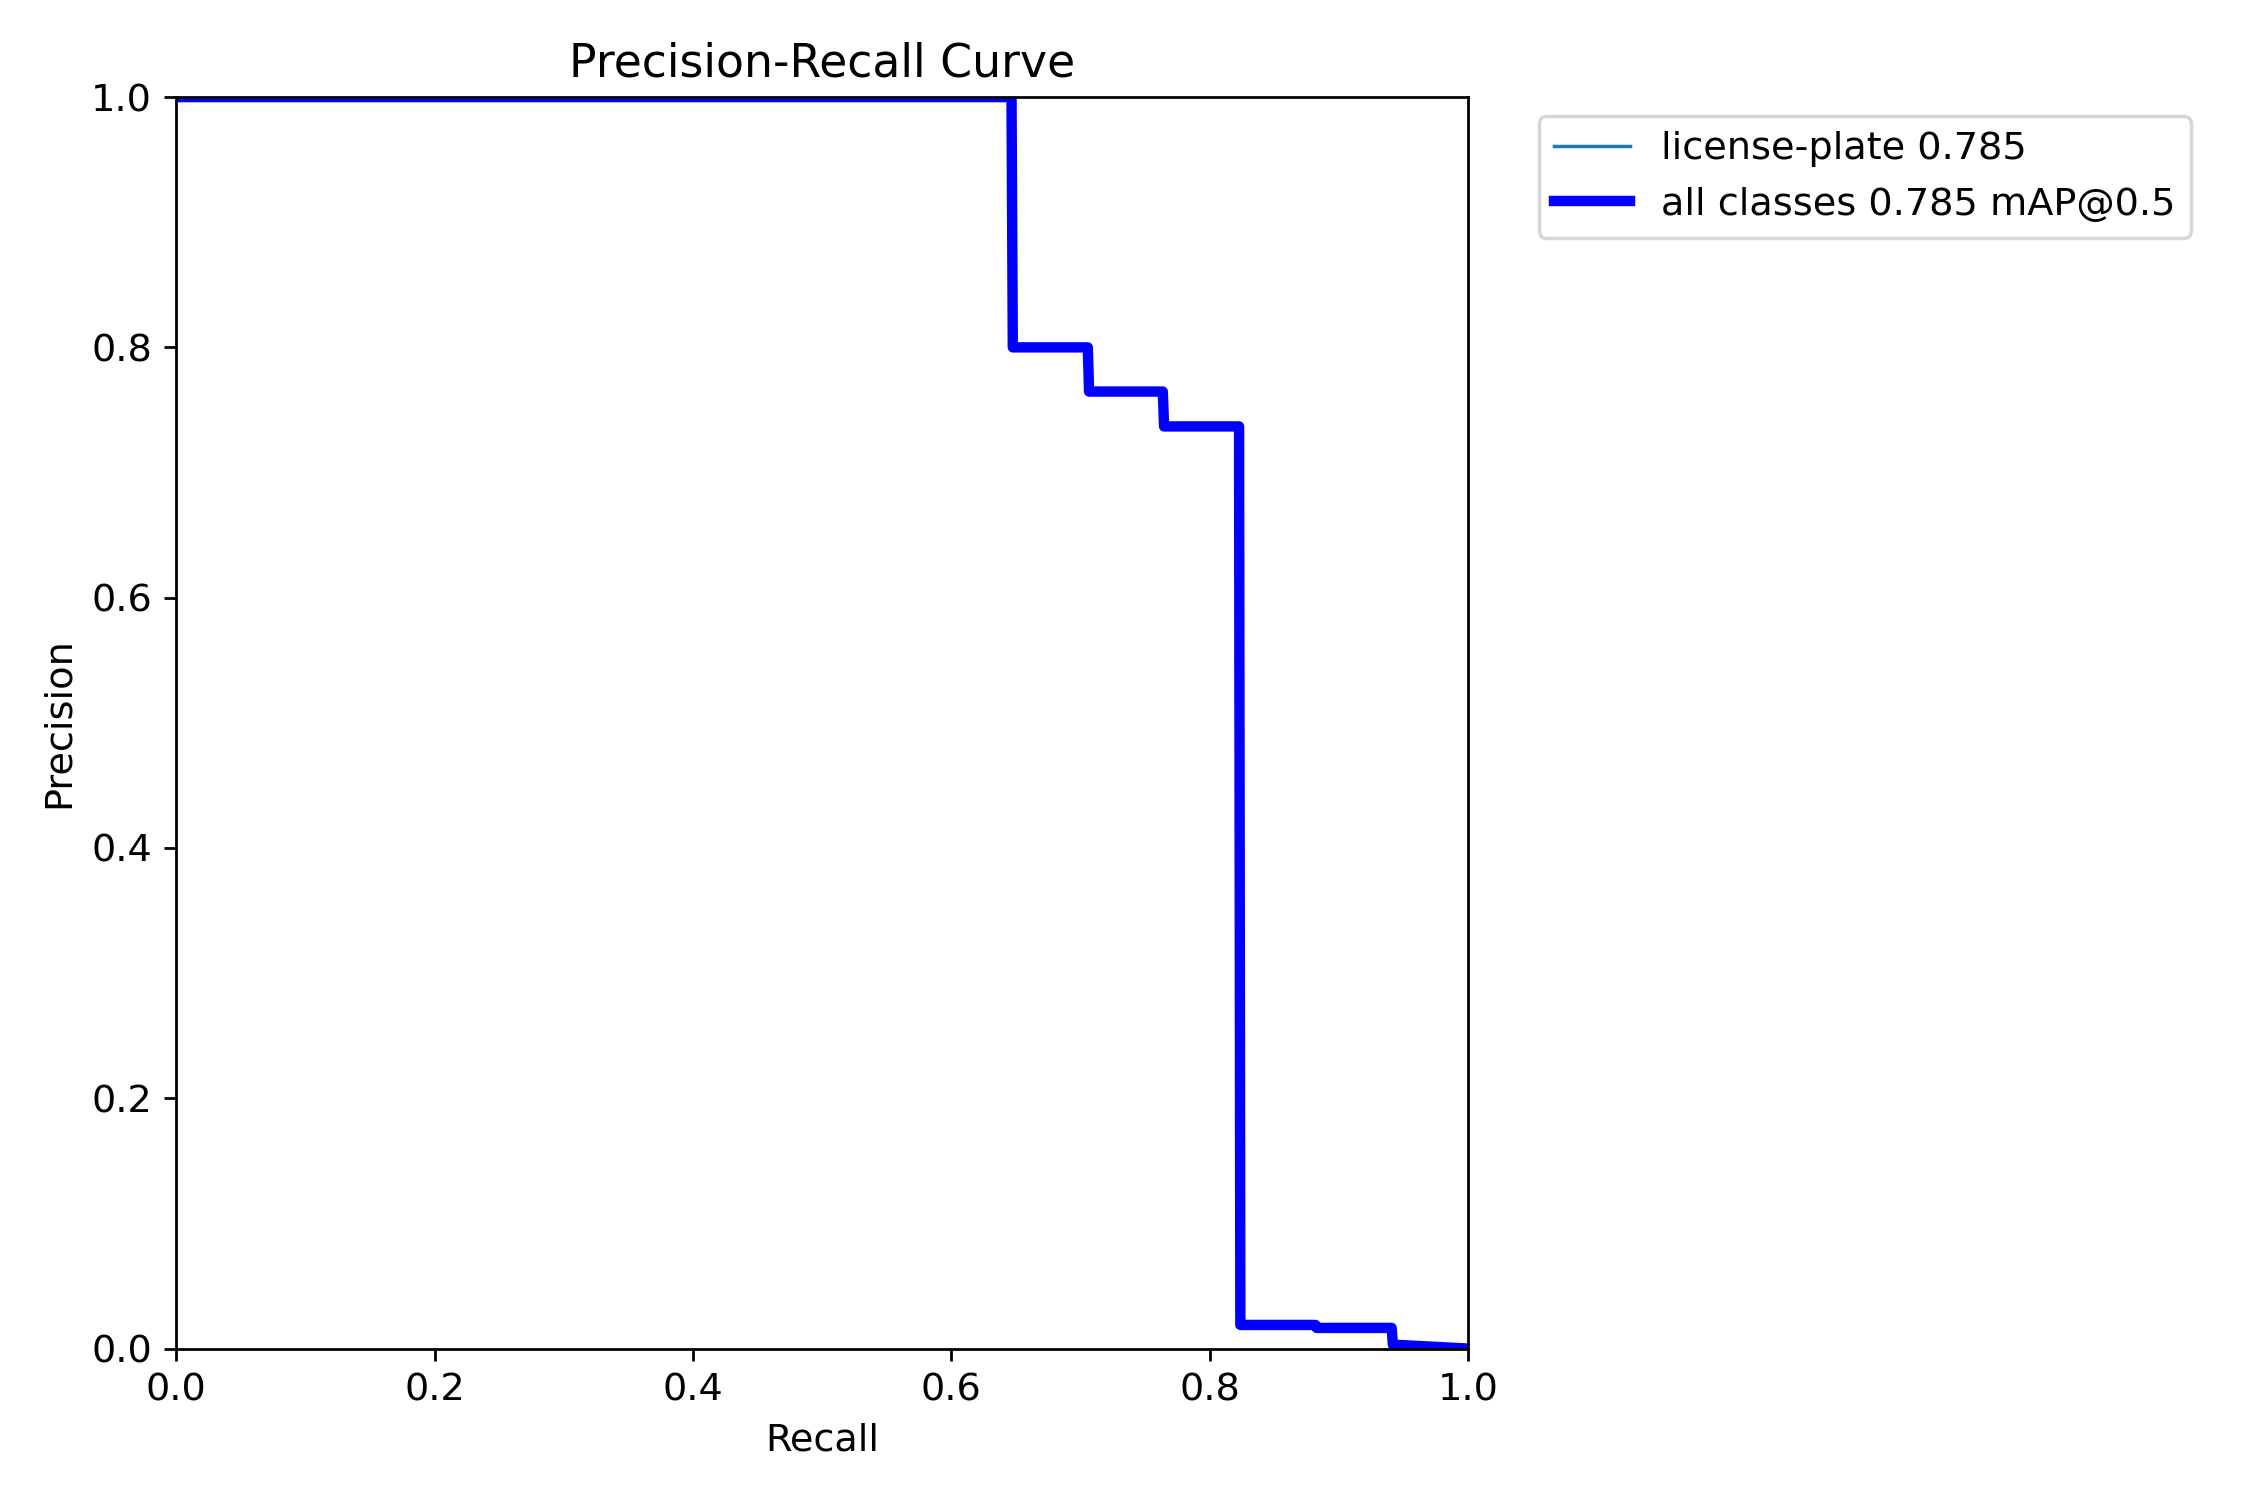 Precision-Recall Curve
1.0
0.8
0.6
0.4
0.2
0.0
Precision
0.0 0.2 0.4 0.6 0.8 1.0
Recall
license-plate 0.785
all classes 0.785 mAP@0.5